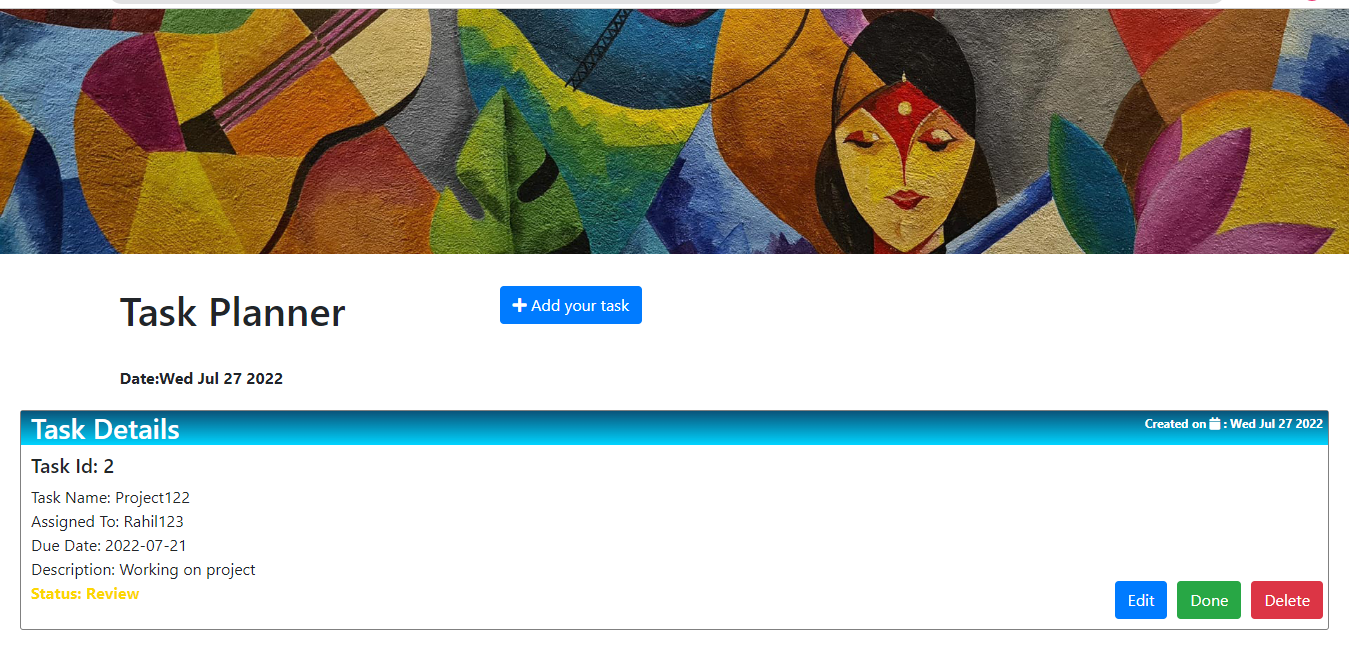 Task Planner
Add your task
Date:Wed Jul 27 2022
Task Details
Created on : Wed Jul 27 2022
Task Id: 2
Task Name: Project122
Assigned To: Rahil123
Due Date: 2022-07-21
Description: Working on project
Status: Review
Edit
Done
Delete